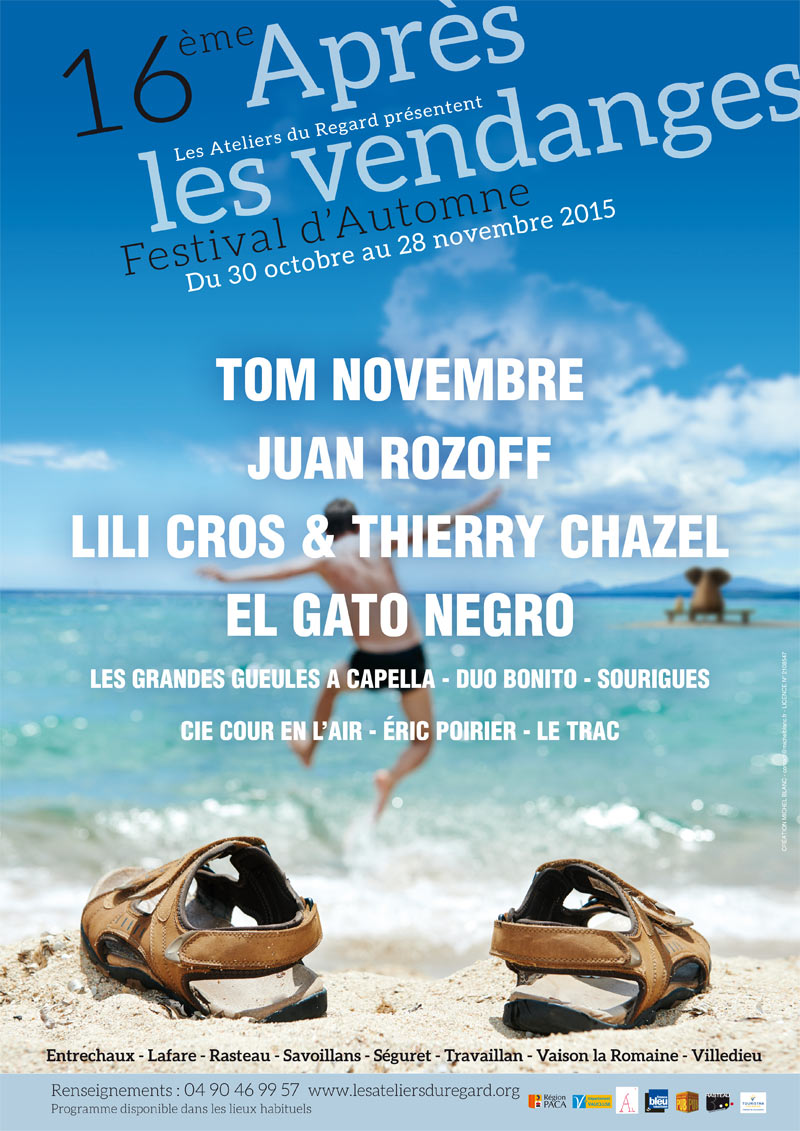 16ème Après
Les Ateliers du Regard présentent
les vendanges
Festival d'Automne
Du 30 octobre au 28 novembre 2015
TOM NOVEMBRE
JUAN ROZOFF
LILI CROS & THIERRY CHAZEL
EL GATO NEGRO
LES GRANDES GUEULES A CAPELLA - DUO BONITO - SOURIGUES
CIE COUR EN L'AIR - ÉRIC POIRIER - LE TRAC
Entrechaux - Lafare - Rasteau - Savoillans - Séguret - Travaillan - Vaison la Romaine - Villedieu
Renseignements : 04 90 46 99 57 www.lesateliersduregard.org
Programme disponible dans les lieux habituels
Région
PACA
VAUCLUSE
bleu
CRÉATION MICHEL BLANC